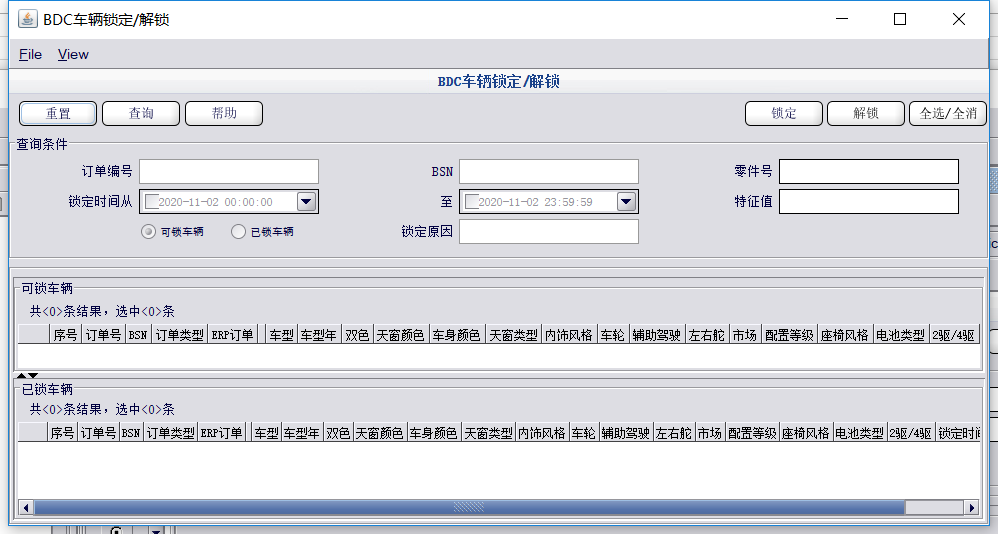 BDC车辆锁定/解锁
File View
BDC车辆锁定/解锁
重置 查询 帮助 锁定 解锁 全选/全消
查询条件
订单编号 BSN 零件号
锁定时间从 2020-11-02 00:00:00 至 2020-11-02 23:59:59 特征值
可锁车辆 已锁车辆 锁定原因
可锁车辆
共<0>条结果，选中<0>条
序号 订单号 BSN 订单类型 ERP订单 车型 车型年 双色 天窗颜色 车身颜色 天窗类型 内饰风格 车轮 辅助驾驶 左右舵 市场 配置等级 座椅风格 电池类型 2驱/4驱
已锁车辆
共<0>条结果，选中<0>条
序号 订单号 BSN 订单类型 ERP订单 车型 车型年 双色 天窗颜色 车身颜色 天窗类型 内饰风格 车轮 辅助驾驶 左右舵 市场 配置等级 座椅风格 电池类型 2驱/4驱 锁定时间